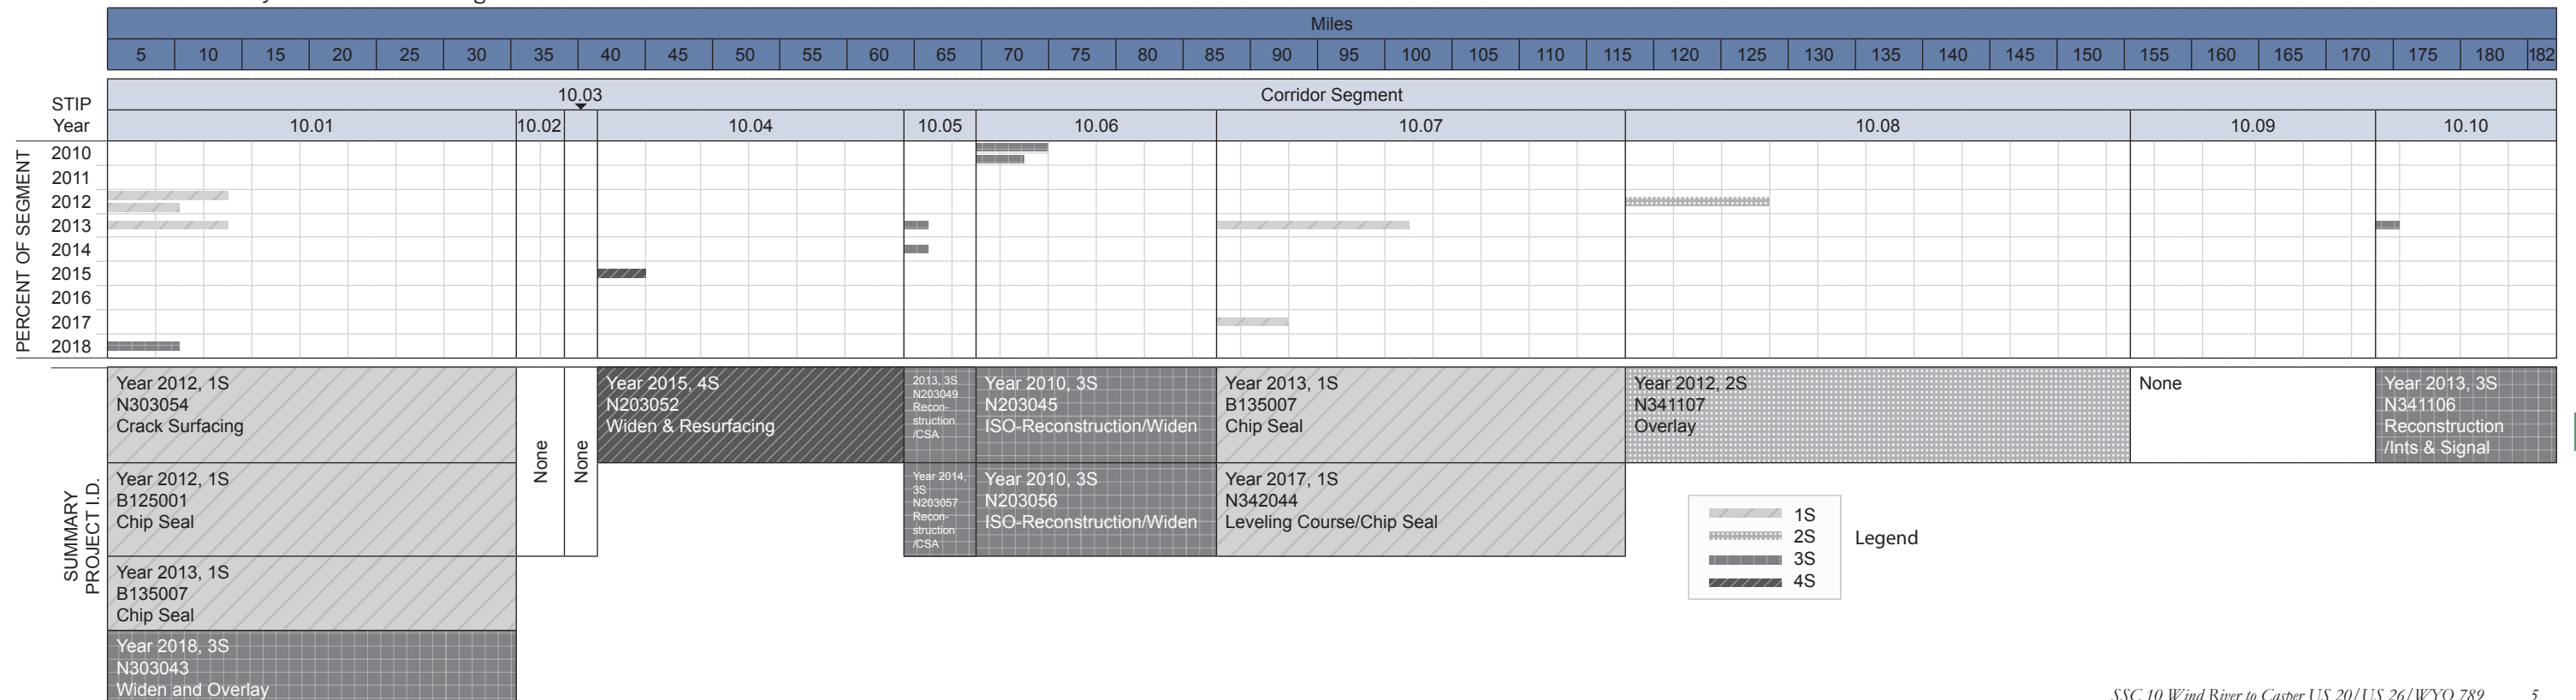 Miles
5 10 15 20 25 30 35 40 45 50 55 60 65 70 75 80 85 90 95 100 105 110 115 120 125 130 135 140 145 150 155 160 165 170 175 180 182
STIP
Year
10.03
Corridor Segment
10.01 10.02 10.04 10.05 10.06 10.07 10.08 10.09 10.10
PERCENT OF SEGMENT
2010
2011
2012
2013
2014
2015
2016
2017
2018
SUMMARY
PROJECT I.D.
Year 2012, 1S
N303054
Crack Surfacing
Year 2012, 1S
B125001
Chip Seal
Year 2013, 1S
B135007
Chip Seal
Year 2018, 3S
N303043
Widen and Overlay
None
None
Year 2015, 4S
N203052
Widen & Resurfacing
2013, 3S
N203049
Recon-
struction
/CSA
Year 2014,
3S
N203057
Recon-
struction
/CSA
Year 2010, 3S
N203045
ISO-Reconstruction/Widen
Year 2010, 3S
N203056
ISO-Reconstruction/Widen
Year 2013, 1S
B135007
Chip Seal
Year 2017, 1S
N342044
Leveling Course/Chip Seal
Year 2012, 2S
N341107
Overlay
None
Year 2013, 3S
N341106
Reconstruction
/Ints & Signal
1S
2S
3S
4S
Legend
SSC 10 Wind River to Casper US 20/US 26/WYO 789 5